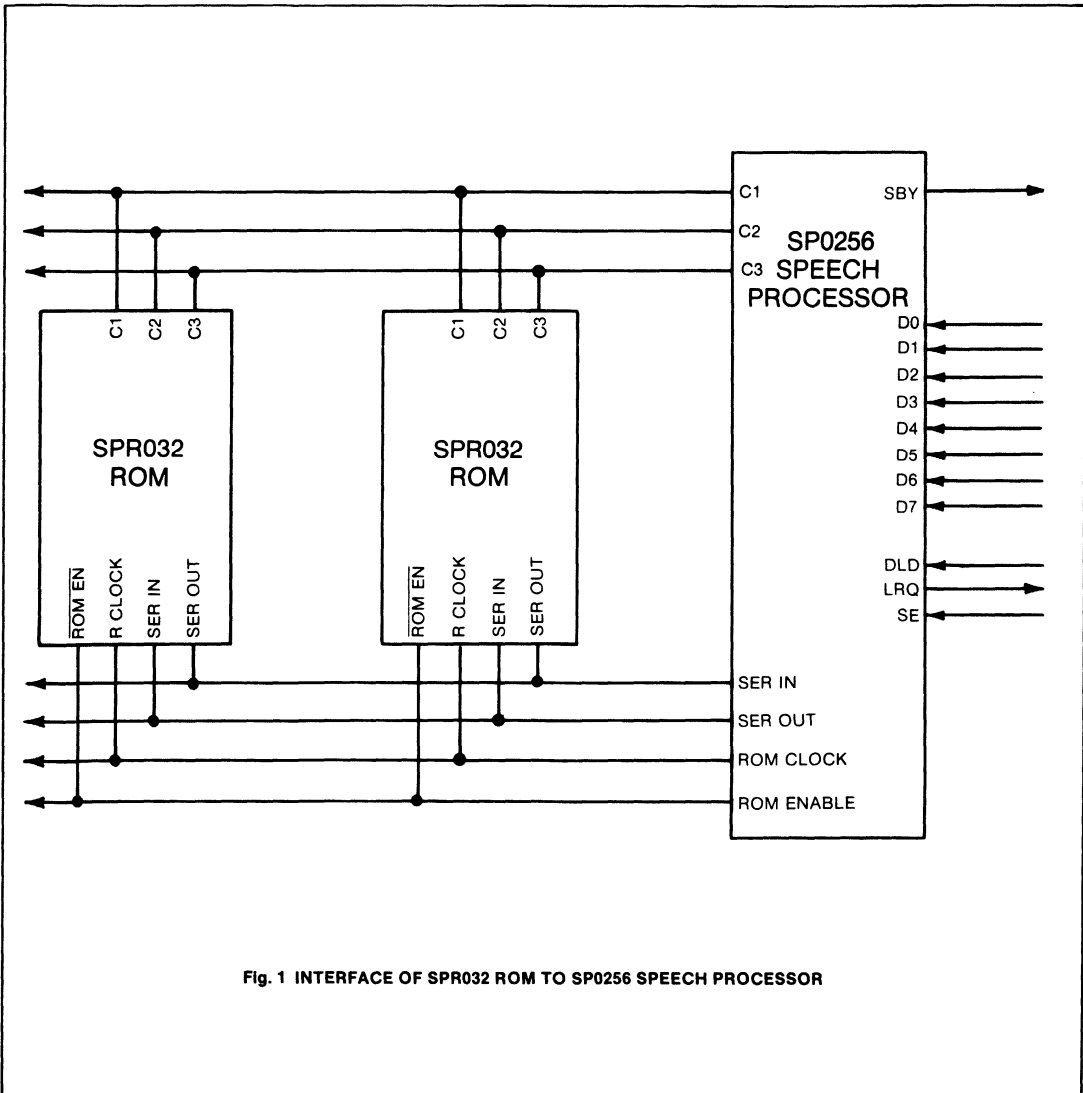 C1
C2
C3
SBY
SP0256
SPEECH
PROCESSOR
D0
D1
D2
D3
D4
D5
D6
D7
DLD
LRQ
SE
SER IN
SER OUT
ROM CLOCK
ROM ENABLE
C1
C2
C3
SPR032
ROM
ROM EN
R CLOCK
SER IN
SER OUT
C1
C2
C3
SPR032
ROM
ROM EN
R CLOCK
SER IN
SER OUT
Fig. 1 INTERFACE OF SPR032 ROM TO SP0256 SPEECH PROCESSOR